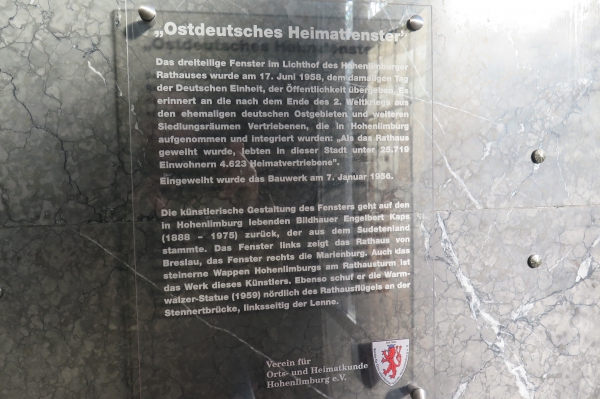 „Ostdeutsches Heimatfenster”
Das dreiteilige Fenster im Lichthof des Hohenlimburger
Rathauses wurde am 17. Juni 1958, dem damaligen Tag
der Deutschen Einheit, der Öffentlichkeit übergeben. Es
erinnert an die nach dem Ende des 2. Weltkriegs aus
den ehemaligen deutschen Ostgebieten und weiteren
Siedlungsräumen Vertriebenen, die in Hohenlimburg
aufgenommen und integriert wurden: „Als das Rathaus
geweiht wurde, lebten in dieser Stadt unter 25.719
Einwohnern 4.623 Heimatvertriebene”.
Eingeweiht wurde das Bauwerk am 7. Januar 1956.
Die künstlerische Gestaltung des Fensters geht auf den
in Hohenlimburg lebenden Bildhauer Engelbert Kaps
(1888 – 1975) zurück, der aus dem Sudetenland
stammte. Das Fenster links zeigt das Rathaus von
Breslau, das Fenster rechts die Marienburg. Auch das
steinerne Wappen Hohenlimburgs am Rathausturm ist
das Werk dieses Künstlers. Ebenso schuf er die Warm-
walzer-Statue (1959) nördlich des Rathausflügels an der
Stennertbrücke, linksseitig der Lenne.
Verein für
Orts- und Heimatkunde
Hohenlimburg e.V.